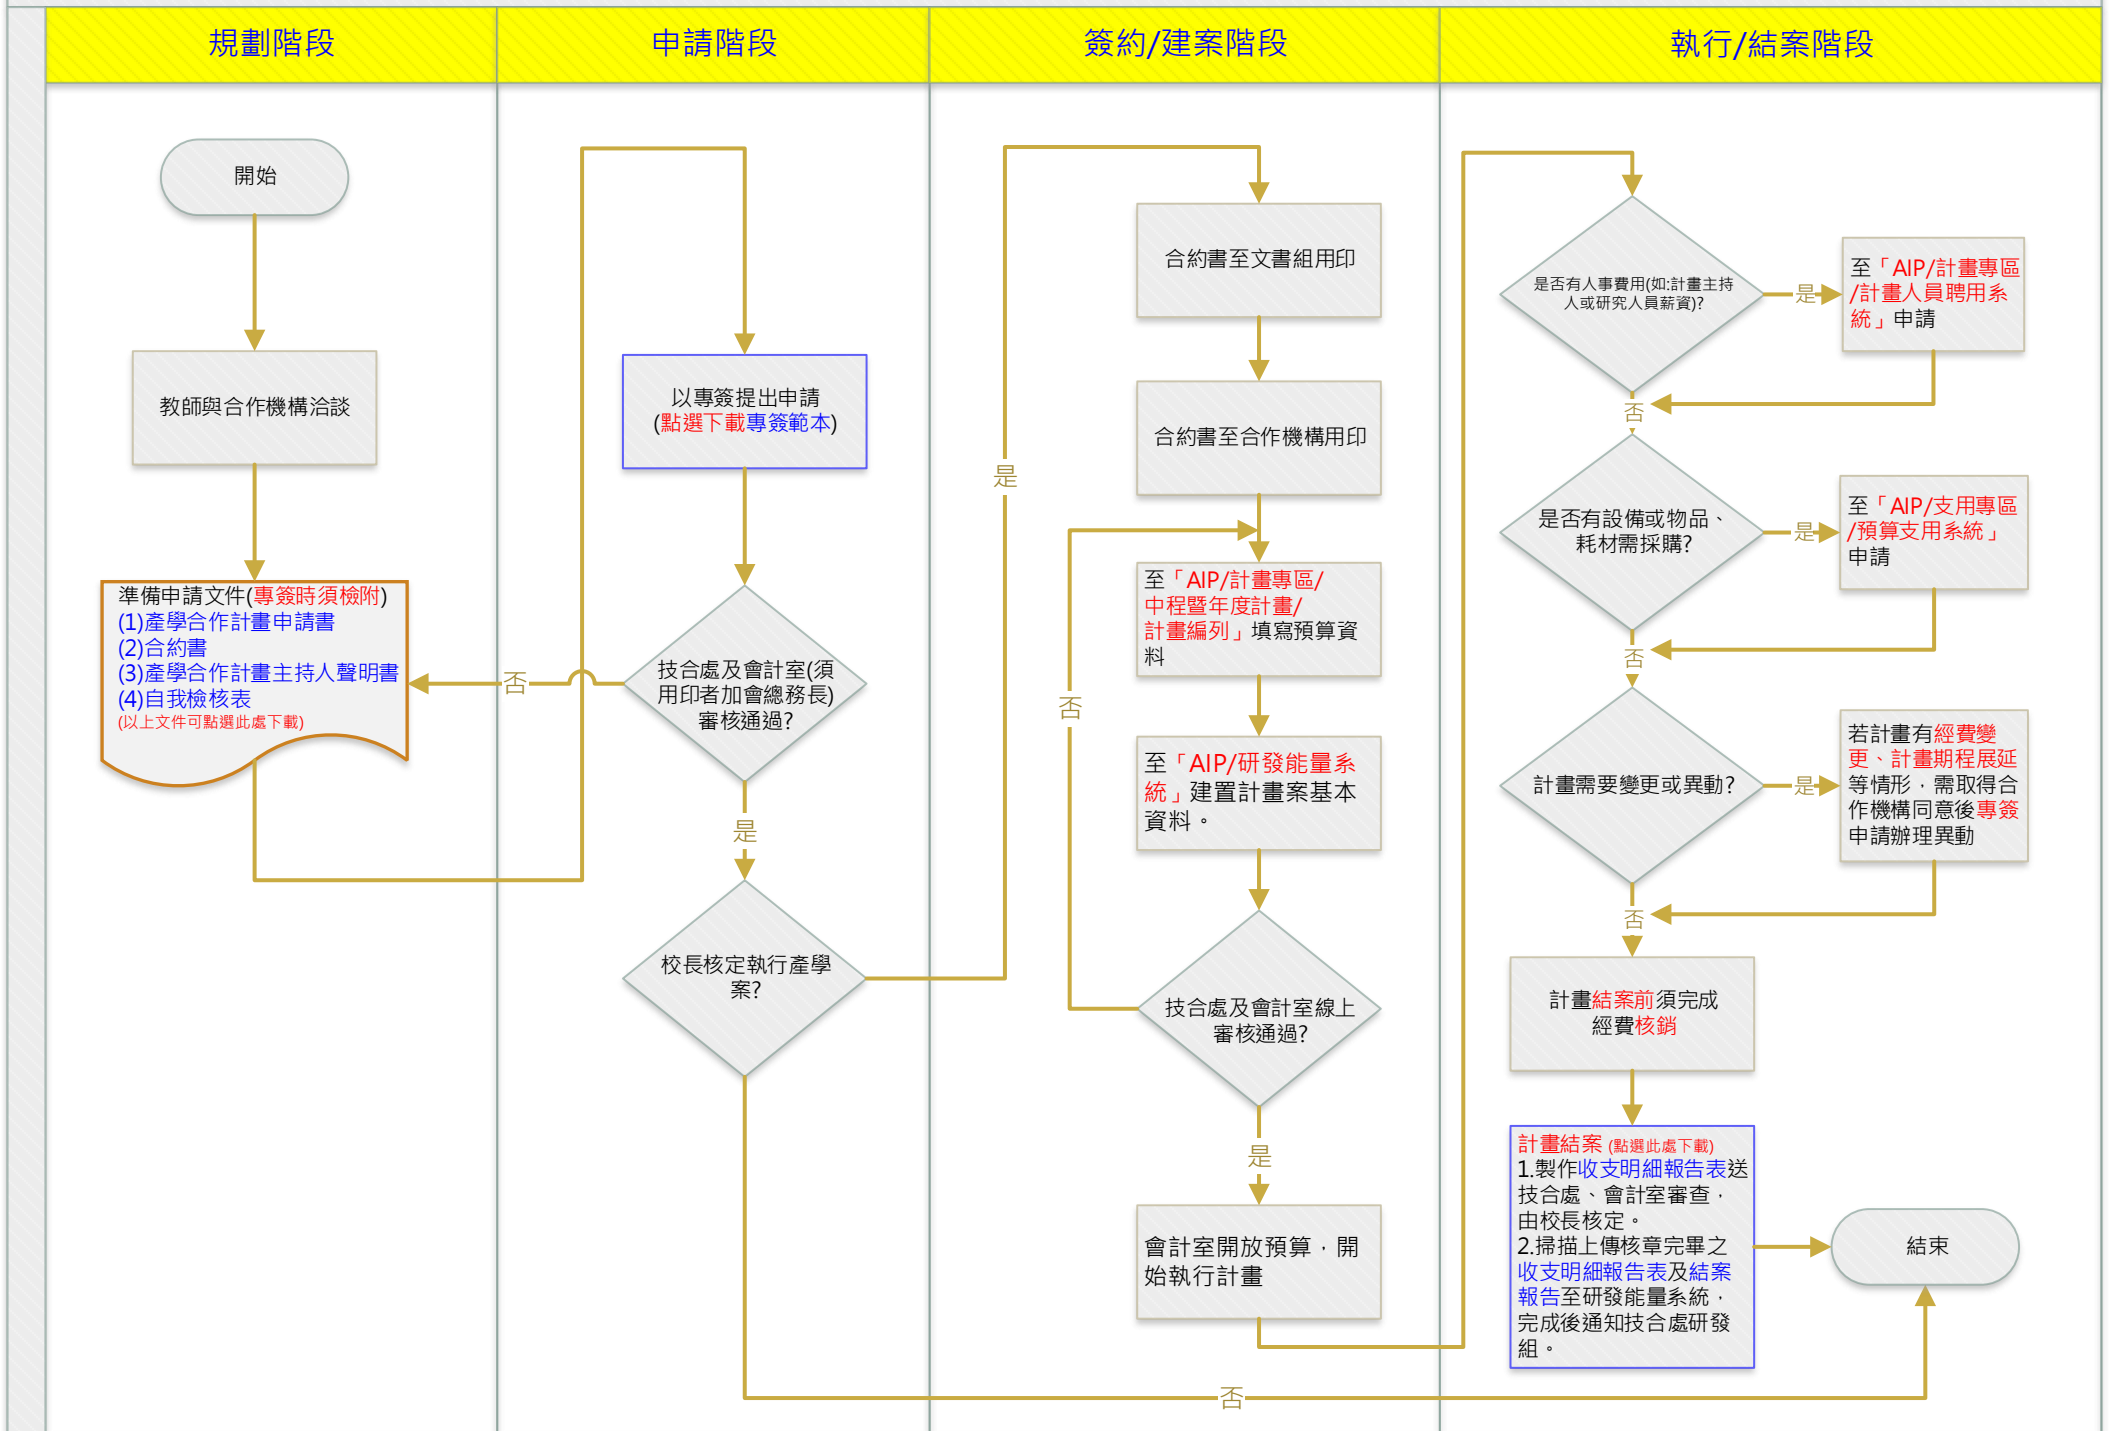 規劃階段
申請階段
簽約/建案階段
執行/結案階段
開始
教師與合作機構洽談
準備申請文件(專簽時須檢附)
(1)產學合作計畫申請書
(2)合約書
(3)產學合作計畫主持人聲明書
(4)自我檢核表
(以上文件可點選此處下載)
以專簽提出申請
(點選下載專簽範本)
技合處及會計室(須
用印者加會總務長)
審核通過?
否
是
校長核定執行產學
案?
是
否
合約書至文書組用印
合約書至合作機構用印
至「AIP/計畫專區/
中程暨年度計畫/
計畫編列」填寫預算資
料
至「AIP/研發能量系
統」建置計畫案基本
資料。
技合處及會計室線上
審核通過?
否
是
會計室開放預算，開
始執行計畫
是否有人事費用(如:計畫主持
人或研究人員薪資)?
是
至「AIP/計畫專區
/計畫人員聘用系
統」申請
否
是否有設備或物品、
耗材需採購?
是
至「AIP/支用專區
/預算支用系統」
申請
否
計畫需要變更或異動?
是
若計畫有經費變
更、計畫期程展延
等情形，需取得合
作機構同意後專簽
申請辦理異動
否
計畫結案前須完成
經費核銷
計畫結案 (點選此處下載)
1.製作收支明細報告表送
技合處、會計室審查，
由校長核定。
2.掃描上傳核章完畢之
收支明細報告表及結案
報告至研發能量系統，
完成後通知技合處研發
組。
結束